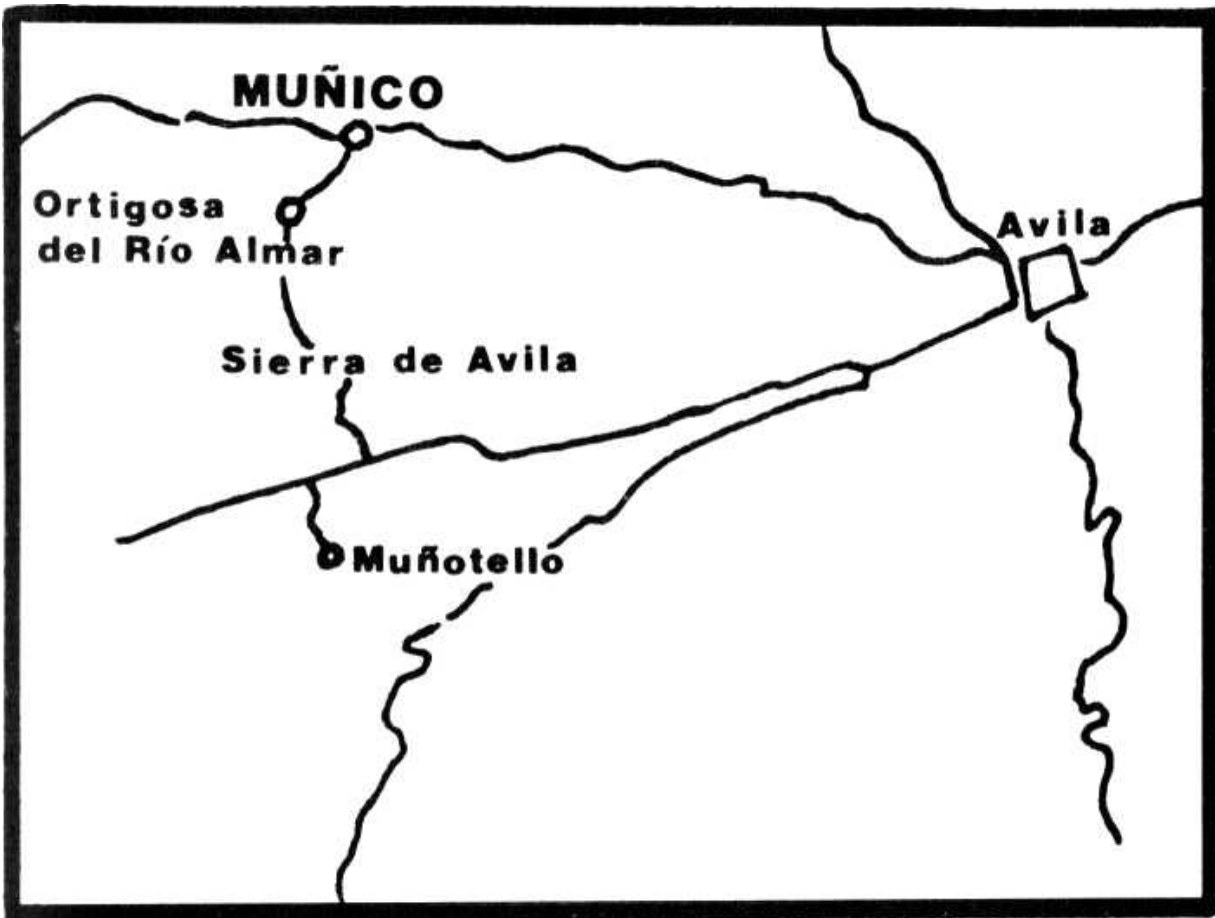 MUÑICO
Ortigosa
del Río Almar
Avila
Sierra de Avila
Muñotello